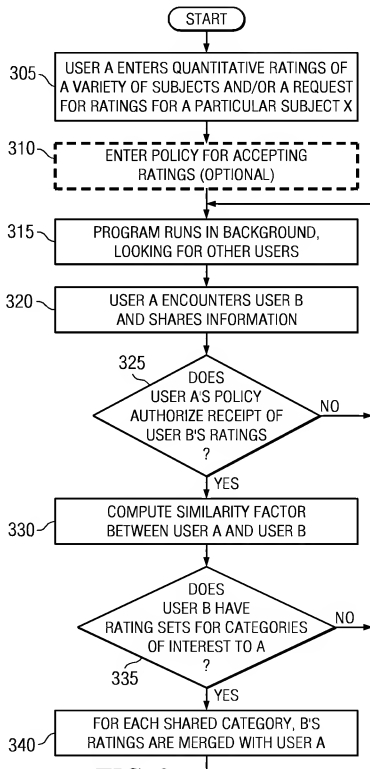 START
305
USER A ENTERS QUANTITATIVE RATINGS OF
A VARIETY OF SUBJECTS AND/OR A REQUEST
FOR RATINGS FOR A PARTICULAR SUBJECT X
310
ENTER POLICY FOR ACCEPTING
RATINGS (OPTIONAL)
315
PROGRAM RUNS IN BACKGROUND,
LOOKING FOR OTHER USERS
320
USER A ENCOUNTERS USER B
AND SHARES INFORMATION
325
DOES
USER A'S POLICY
AUTHORIZE RECEIPT OF
USER B'S RATINGS
?
NO
YES
330
COMPUTE SIMILARITY FACTOR
BETWEEN USER A AND USER B
DOES
USER B HAVE
RATING SETS FOR CATEGORIES
OF INTEREST TO A
?
NO
335
YES
340
FOR EACH SHARED CATEGORY, B'S
RATINGS ARE MERGED WITH USER A